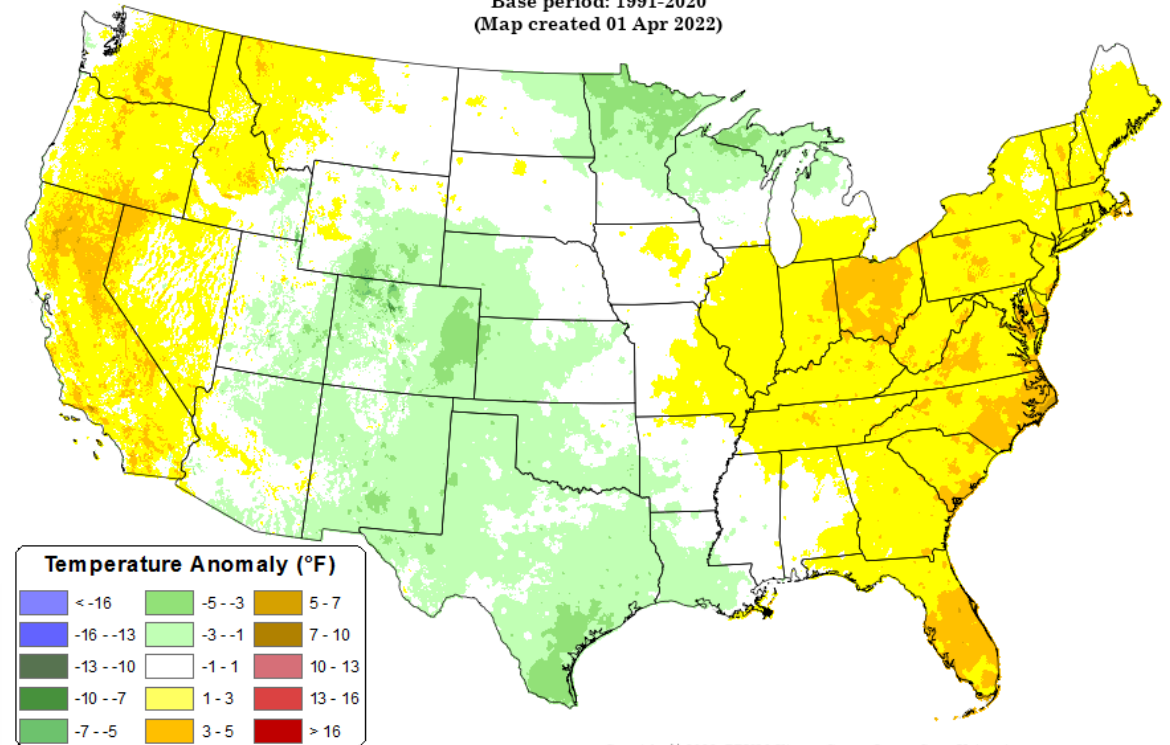 Base period: 1991-2020
(Map created 01 Apr 2022)
Temperature Anomaly (°F)
< -16
-5 - -3
5 - 7
-16 - -13
-3 - -1
7 - 10
-13 - -10
-1 - 1
10 - 13
-10 - -7
1 - 3
13 - 16
-7 - -5
3 - 5
> 16